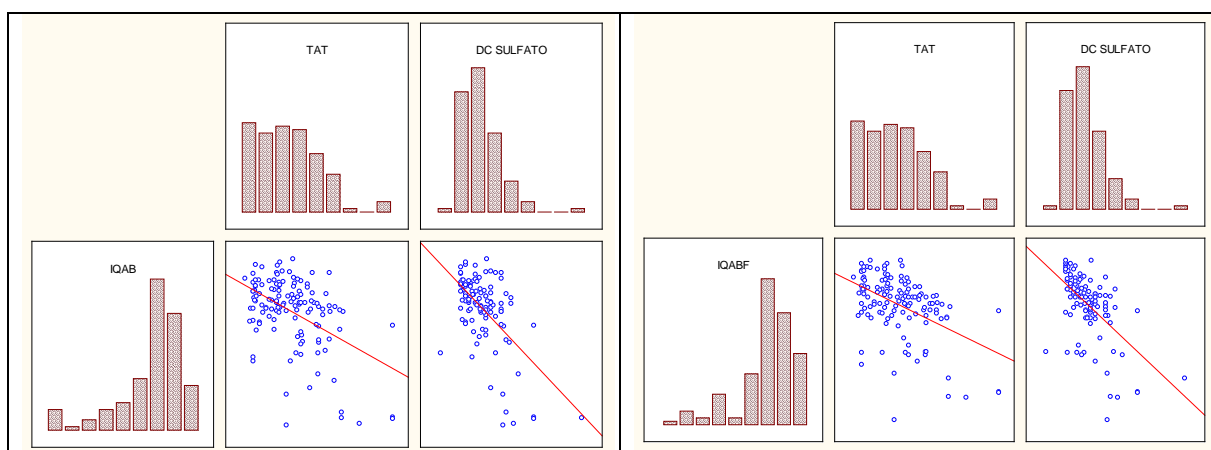 TAT
DC SULFATO
IQAB
TAT
DC SULFATO
IQABF